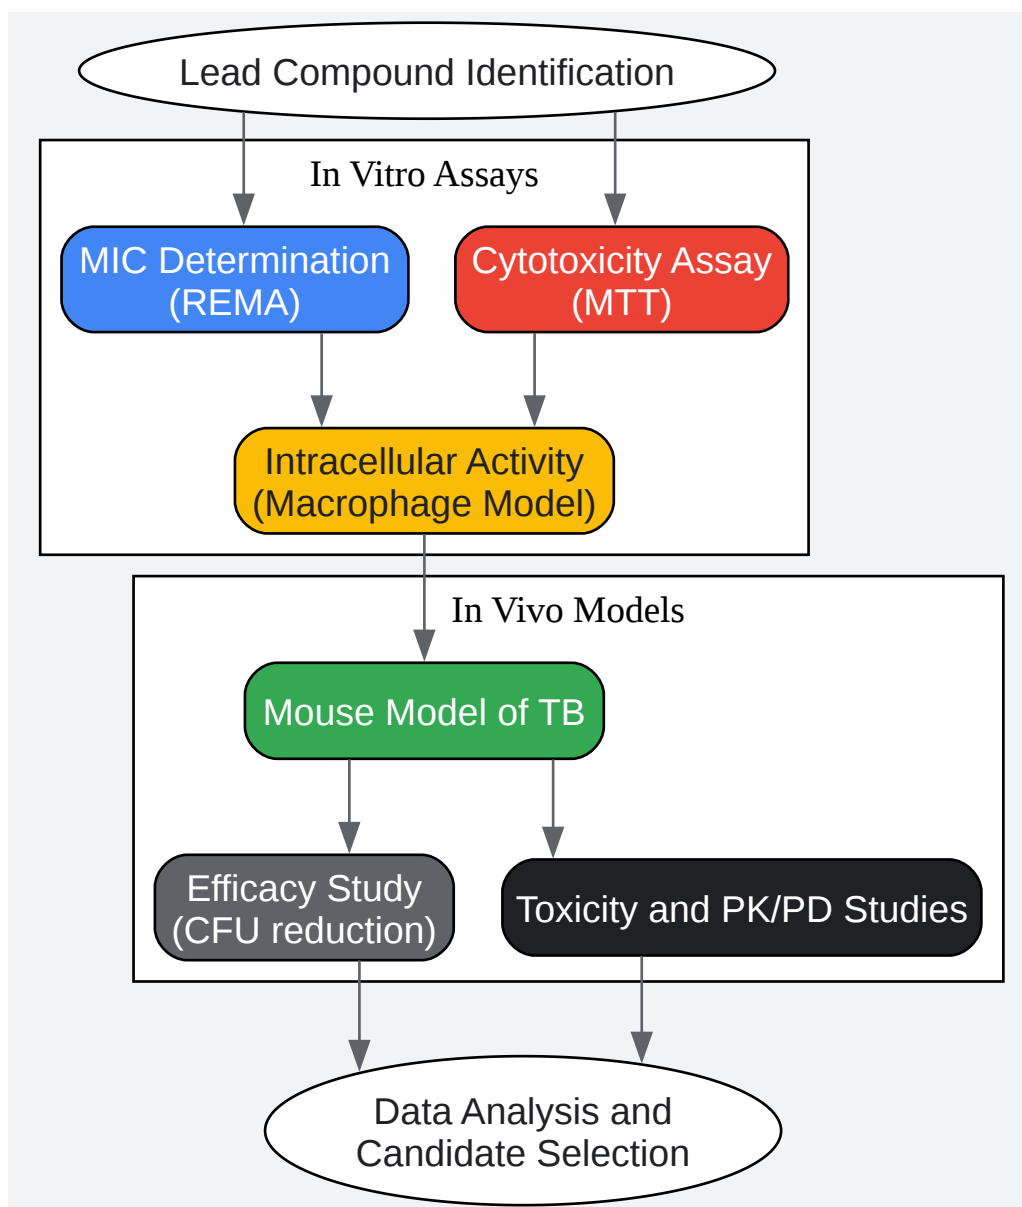 Lead Compound Identification
In Vitro Assays
MIC Determination
(REMA)
Cytotoxicity Assay
(MTT)
Intracellular Activity
(Macrophage Model)
In Vivo Models
Mouse Model of TB
Efficacy Study
(CFU reduction)
Toxicity and PK/PD Studies
Data Analysis and
Candidate Selection